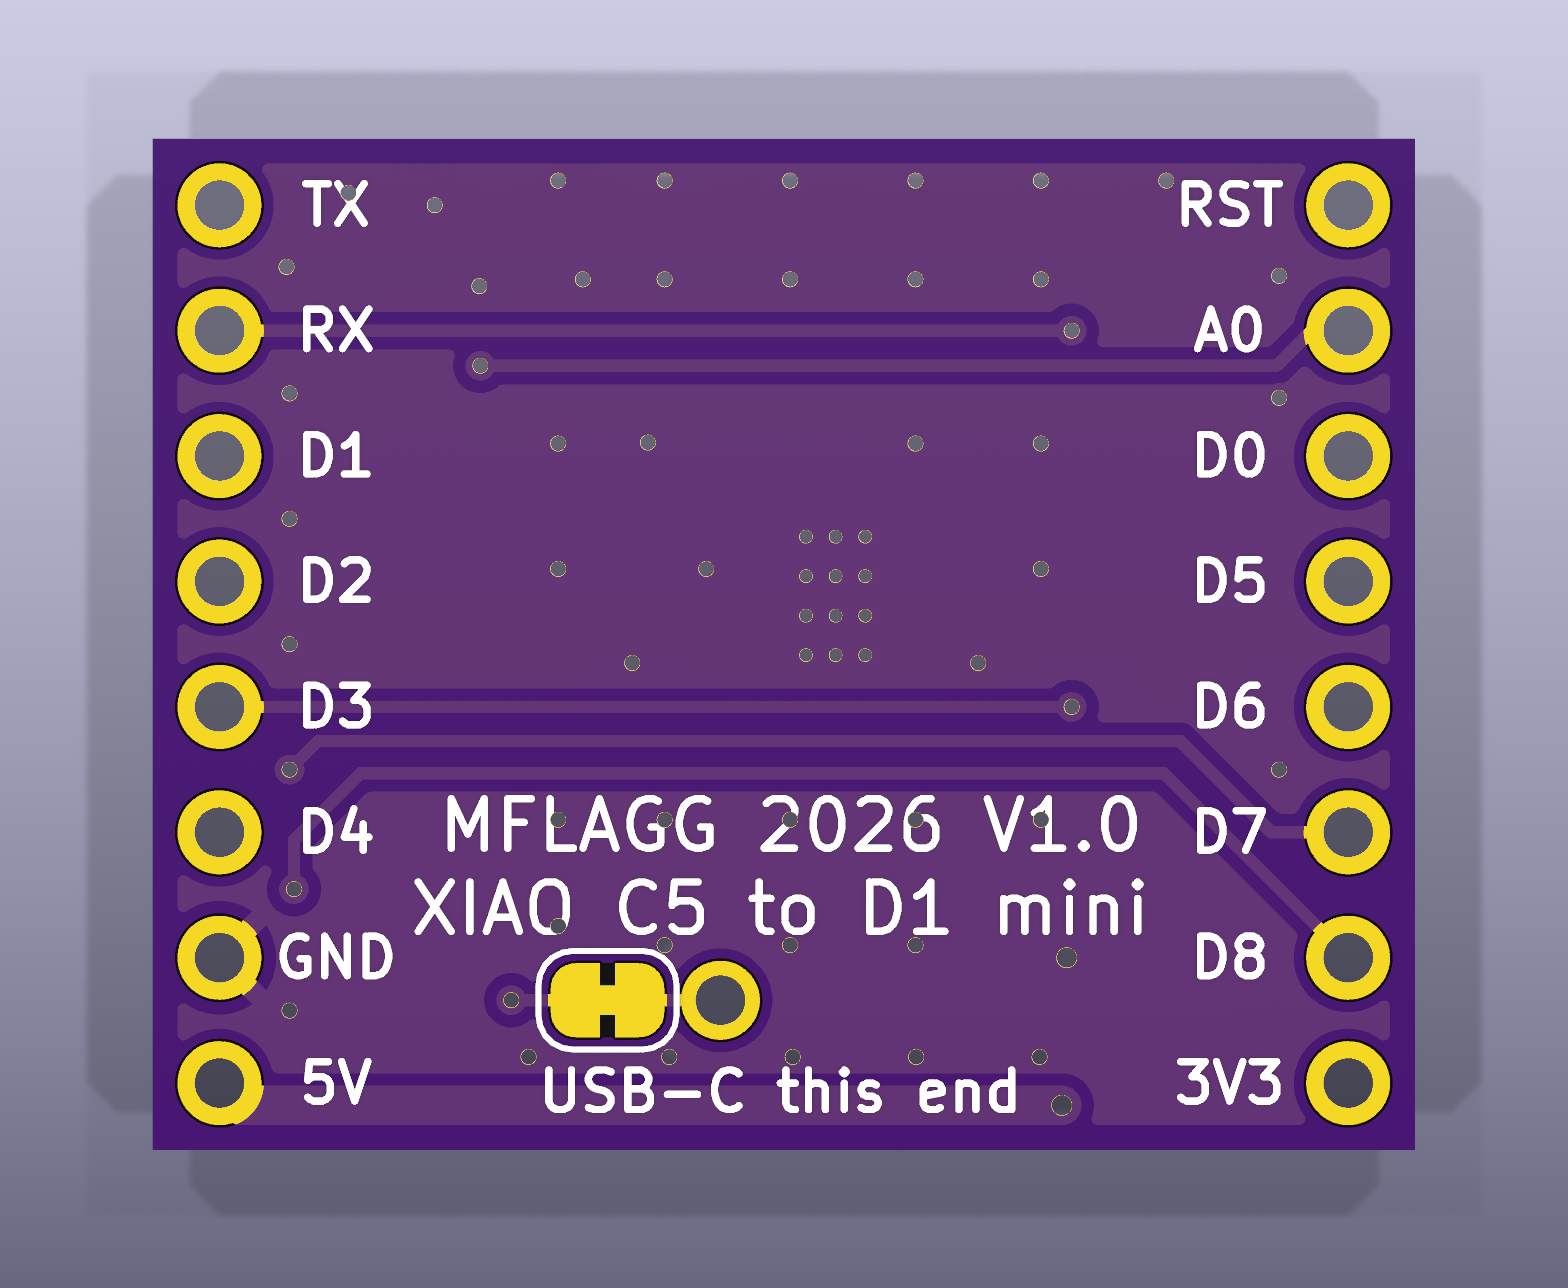 TX RST
RX A0
D1 D0
D2 D5
D3 D6
D4 MFLAGG 2026 V1.0 D7
XIAO C5 to D1 mini
GND D8
5V USB-C this end 3V3